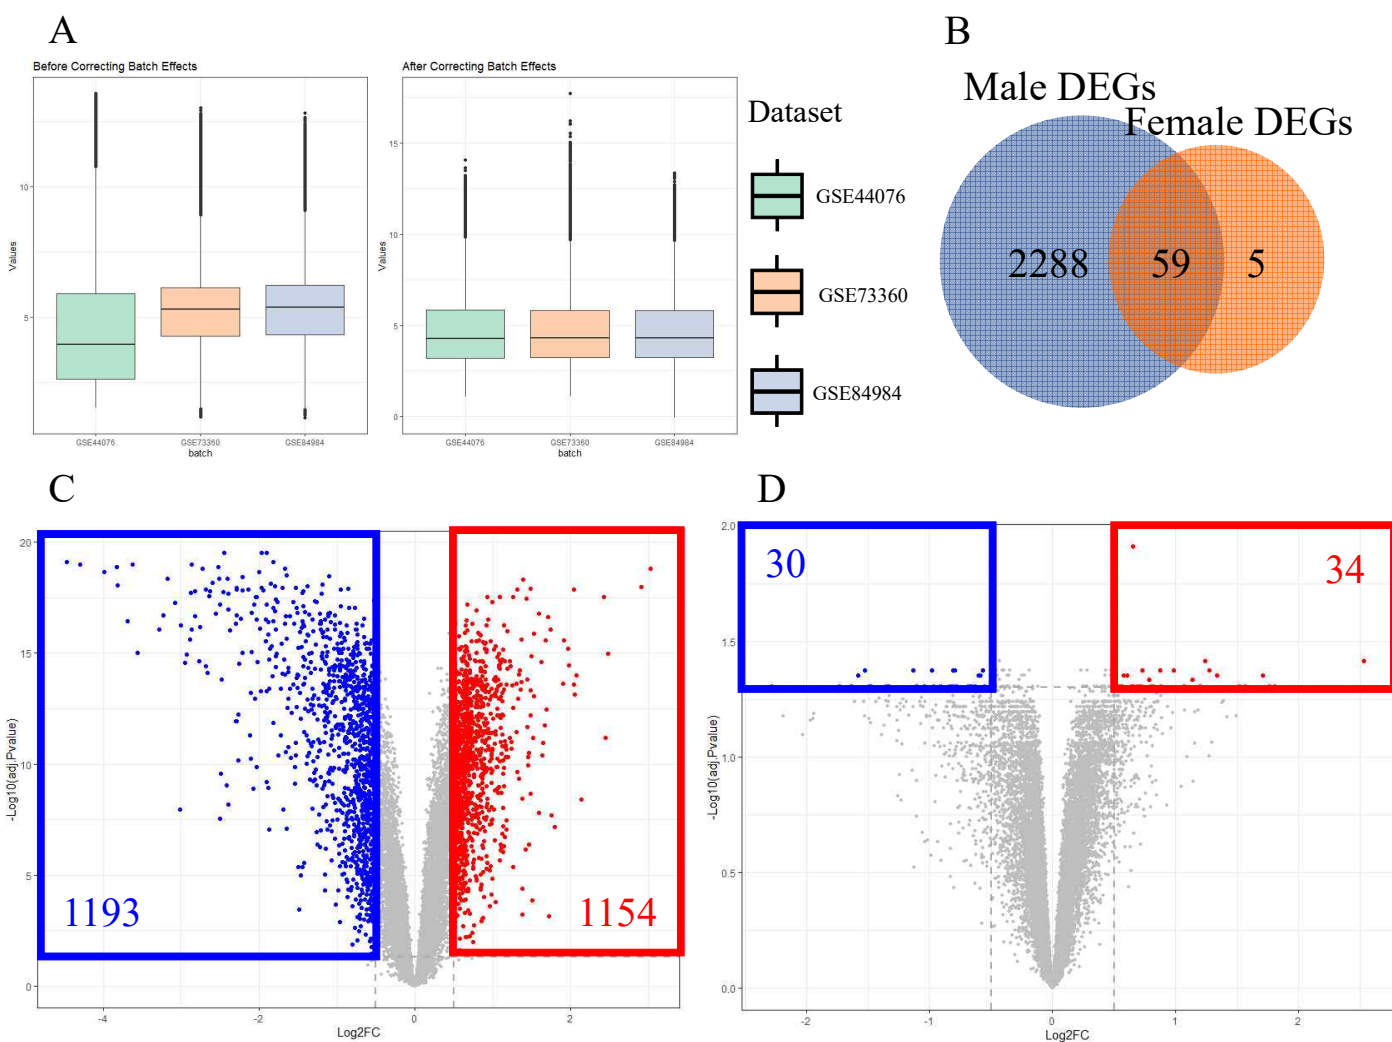 A
Before Correcting Batch Effects
Values
10
5
GSE44076
GSE73360
GSE84984
batch
After Correcting Batch Effects
Values
15
10
5
0
GSE44076
GSE73360
GSE84984
batch
Dataset
GSE44076
GSE73360
GSE84984
B
Male DEGs
Female DEGs
2288
59
5
C
-Log10(adj.Pvalue)
20
15
10
5
0
1193
1154
-4
-2
0
2
Log2FC
D
-Log10(adj.Pvalue)
2.0
1.5
1.0
0.5
0.0
30
34
-2
-1
0
1
2
Log2FC